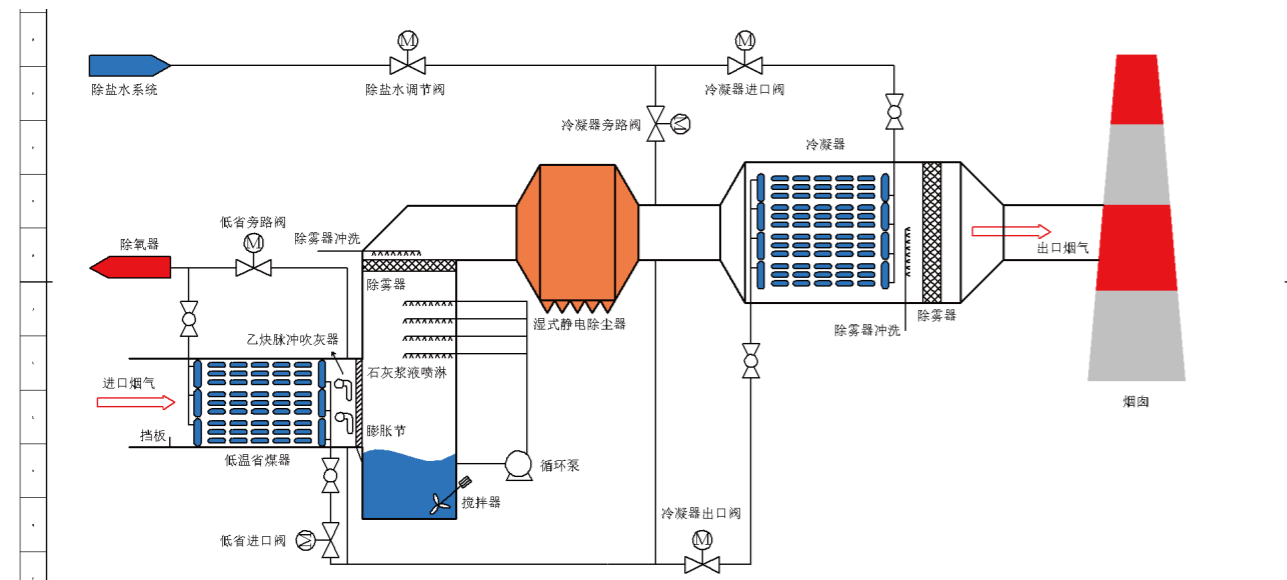 M
M
除盐水系统
除盐水调节阀
冷凝器进口阀
冷凝器旁路阀
M
冷凝器
低省旁路阀
除雾器冲洗
M
除氧器
出口烟气
除雾器
湿式静电除尘器
除雾器
除雾器冲洗
乙炔脉冲吹灰器
石灰浆液喷淋
进口烟气
烟囱
挡板
膨胀节
低温省煤器
循环泵
搅拌器
冷凝器出口阀
低省进口阀
M
M